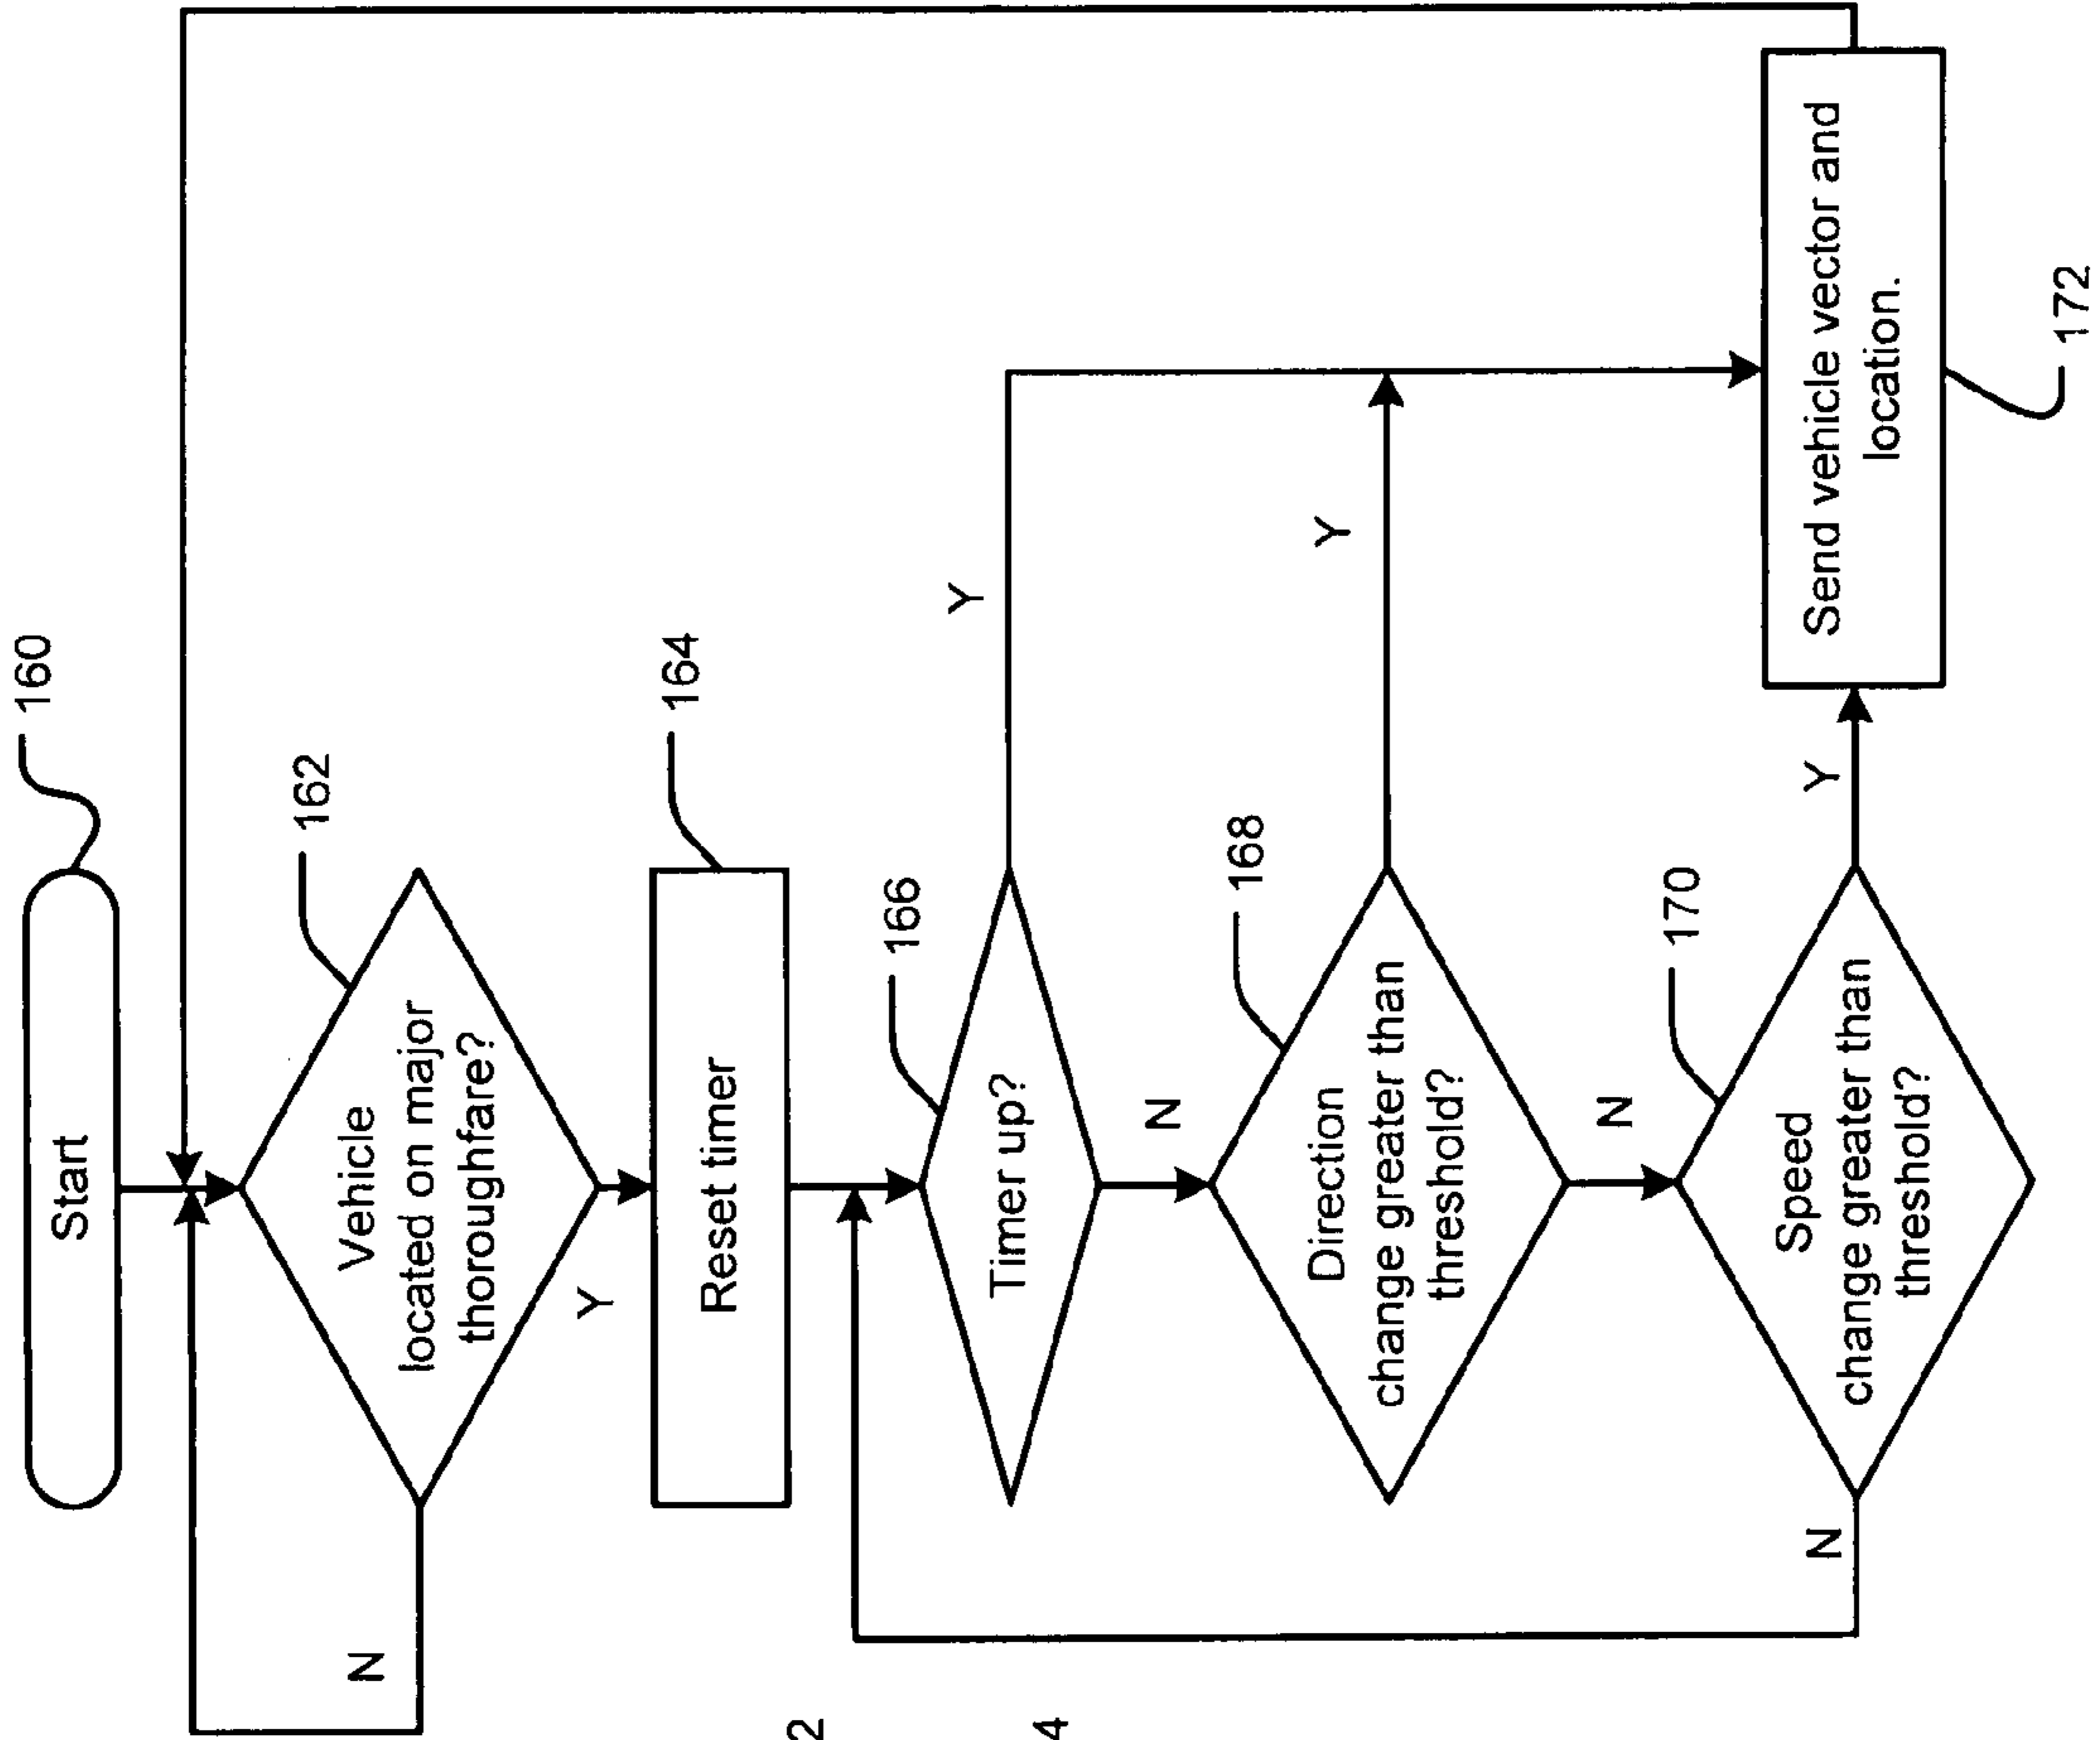 Start
160
Vehicle
located on major
thoroughfare?
162
N
Y
Reset timer
164
2
Timer up?
166
Y
4
N
Direction
change greater than
threshold?
168
Y
N
Speed
change greater than
threshold?
170
N
Y
Send vehicle vector and
location.
172